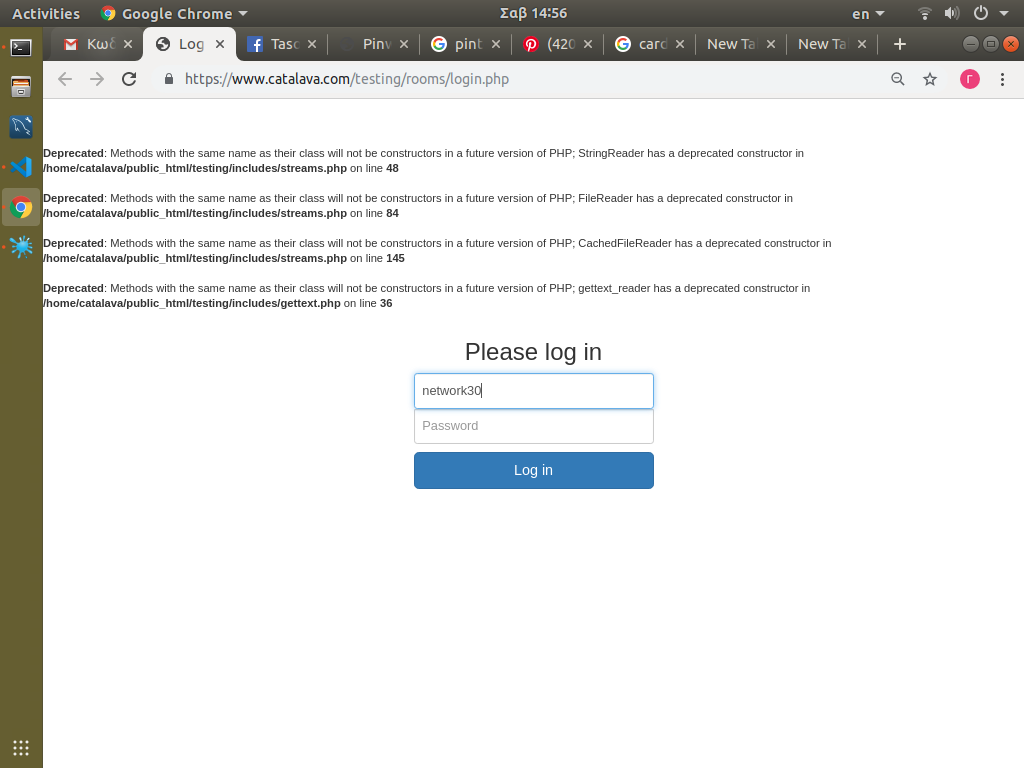 Activities Google Chrome Σαβ 14:56 en
Κωδ Log Tasc Pinw pint (420 card New Ta New Ta
https://www.catalava.com/testing/rooms/login.php Γ
Deprecated: Methods with the same name as their class will not be constructors in a future version of PHP; StringReader has a deprecated constructor in
/home/catalava/public_html/testing/includes/streams.php on line 48
Deprecated: Methods with the same name as their class will not be constructors in a future version of PHP; FileReader has a deprecated constructor in
/home/catalava/public_html/testing/includes/streams.php on line 84
Deprecated: Methods with the same name as their class will not be constructors in a future version of PHP; CachedFileReader has a deprecated constructor in
/home/catalava/public_html/testing/includes/streams.php on line 145
Deprecated: Methods with the same name as their class will not be constructors in a future version of PHP; gettext_reader has a deprecated constructor in
/home/catalava/public_html/testing/includes/gettext.php on line 36
Please log in
network30
Password
Log in